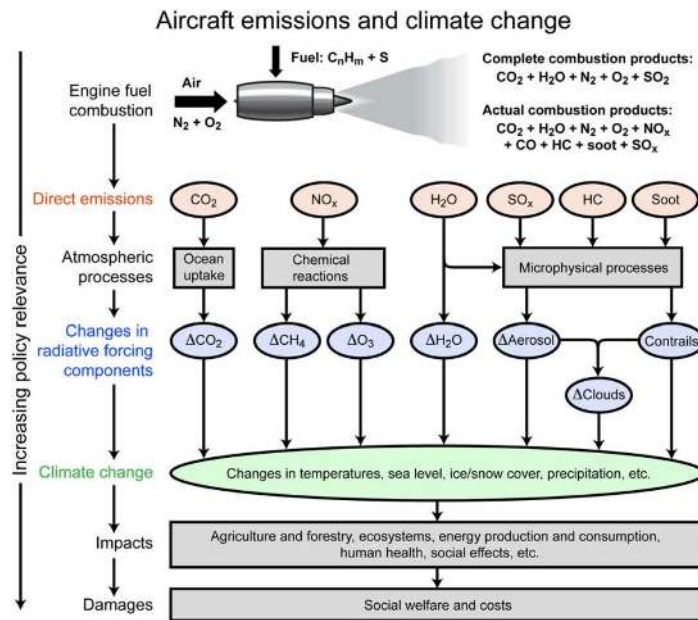 Aircraft emissions and climate change
Fuel: CₙHₘ + S
Air
N₂ + O₂
Engine fuel
combustion
Complete combustion products:
CO₂ + H₂O + N₂ + O₂ + SO₂
Actual combustion products:
CO₂ + H₂O + N₂ + O₂ + NOₓ
+ CO + HC + soot + SOₓ
Increasing policy relevance
Direct emissions
CO₂
NOₓ
H₂O
SOₓ
HC
Soot
Atmospheric
processes
Ocean
uptake
Chemical
reactions
Microphysical processes
Changes in
radiative forcing
components
ΔCO₂
ΔCH₄
ΔO₃
ΔH₂O
ΔAerosol
Contrails
ΔClouds
Climate change
Changes in temperatures, sea level, ice/snow cover, precipitation, etc.
Impacts
Agriculture and forestry, ecosystems, energy production and consumption,
human health, social effects, etc.
Damages
Social welfare and costs